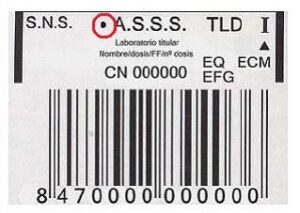 S.N.S. • A.S.S.S. TLD I
Laboratorio titular
Nombre/dosis/FF/nº dosis
▲
CN 000000 EQ ECM
EFG
8 470000 000000